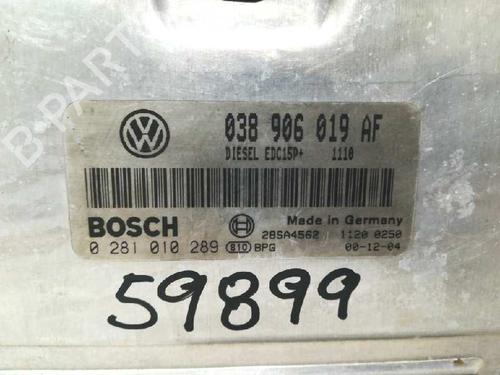 038 906 019 AF
DIESEL EDC15P+ 1110
BOSCH
Made in Germany
28SA4562 1120 0250
0 281 010 289 810 BPG 00-12-04
59899
B-PARTS